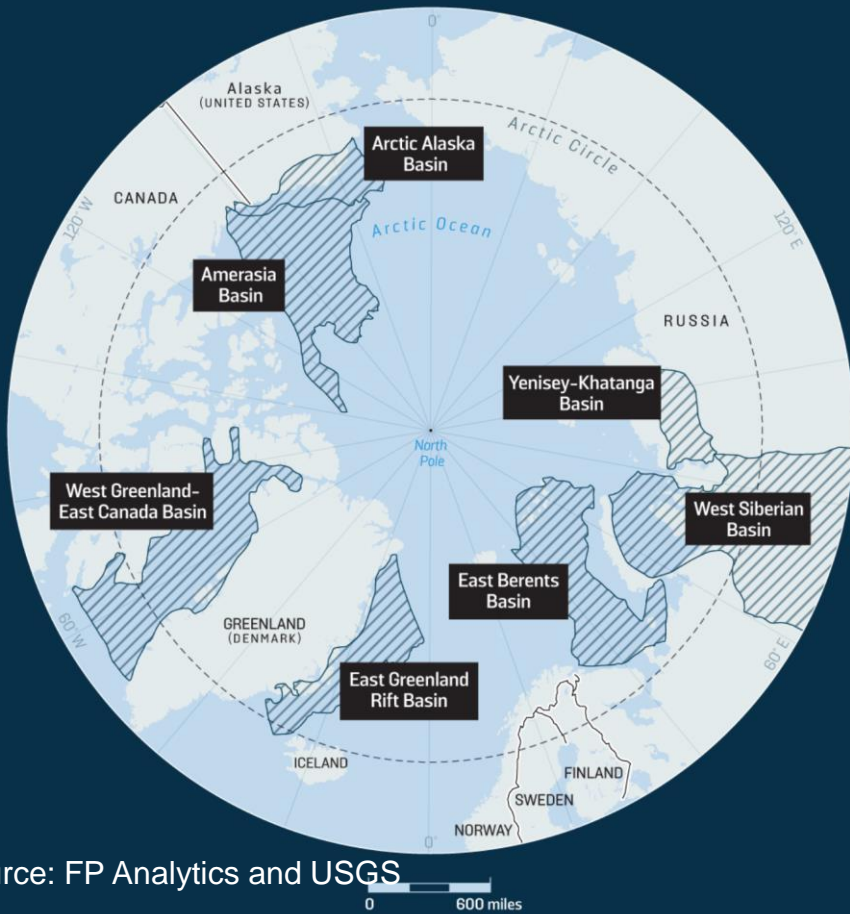 0°
Alaska
(UNITED STATES)
Arctic Circle
Arctic Alaska
Basin
CANADA
120° W
120° E
Arctic Ocean
Amerasia
Basin
RUSSIA
Yenisey-Khatanga
Basin
North
Pole
West Greenland-
East Canada Basin
West Siberian
Basin
East Berents
Basin
60° W
GREENLAND
(DENMARK)
60° E
East Greenland
Rift Basin
ICELAND
FINLAND
SWEDEN
NORWAY
0°
rce: FP Analytics and USGS
0 600 miles